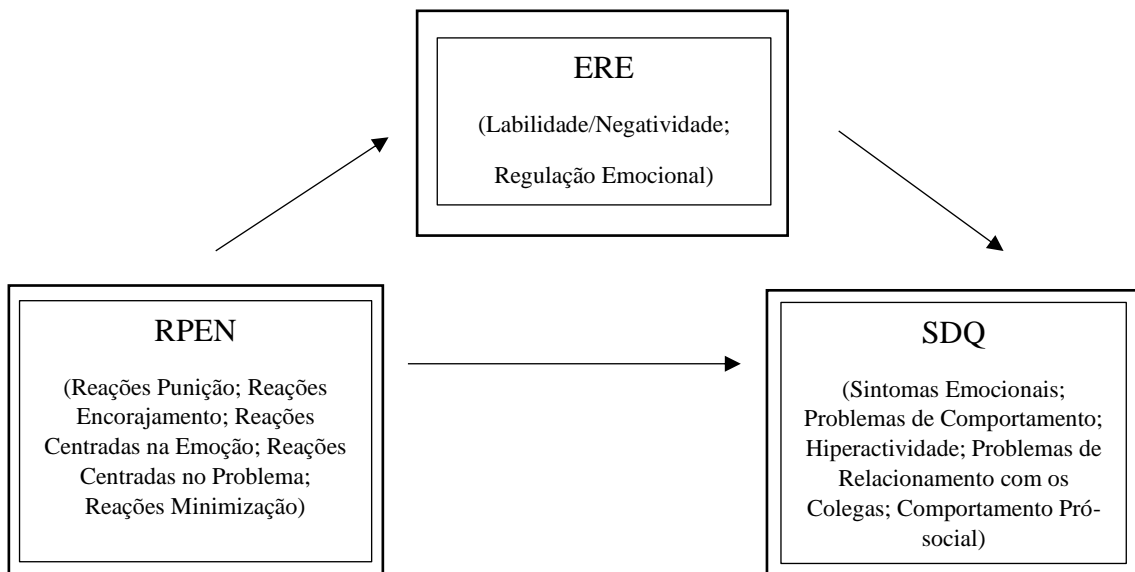 ERE
(Labilidade/Negatividade;
Regulação Emocional)
RPEN
(Reações Punição; Reações
Encorajamento; Reações
Centradas na Emoção; Reações
Centradas no Problema;
Reações Minimização)
SDQ
(Sintomas Emocionais;
Problemas de Comportamento;
Hiperactividade; Problemas de
Relacionamento com os
Colegas; Comportamento Pró-
social)